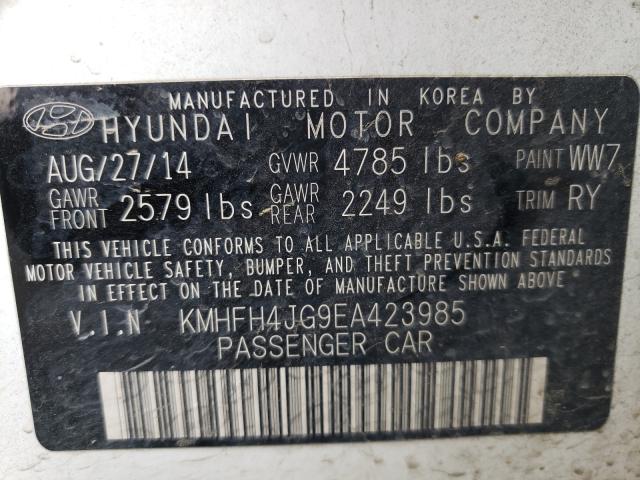 MANUFACTURED IN KOREA BY
HYUNDAI MOTOR COMPANY
AUG/27/14 GVWR 4785 lbs PAINT WW7
GAWR FRONT 2579 lbs GAWR REAR 2249 lbs TRIM RY
THIS VEHICLE CONFORMS TO ALL APPLICABLE U.S.A. FEDERAL
MOTOR VEHICLE SAFETY, BUMPER, AND THEFT PREVENTION STANDARDS
IN EFFECT ON THE DATE OF MANUFACTURE SHOWN ABOVE
V.I.N KMHFH4JG9EA423985
PASSENGER CAR